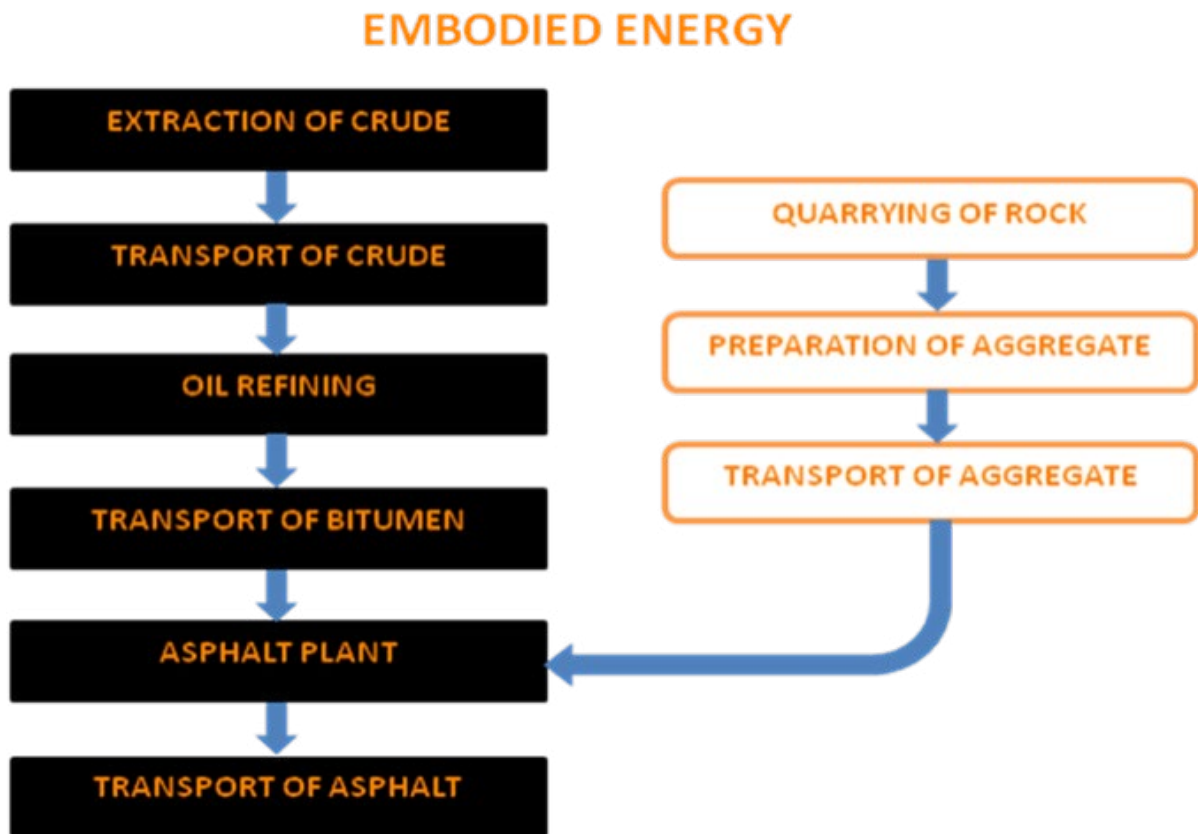 EMBODIED ENERGY
EXTRACTION OF CRUDE
TRANSPORT OF CRUDE
OIL REFINING
TRANSPORT OF BITUMEN
ASPHALT PLANT
TRANSPORT OF ASPHALT
QUARRYING OF ROCK
PREPARATION OF AGGREGATE
TRANSPORT OF AGGREGATE